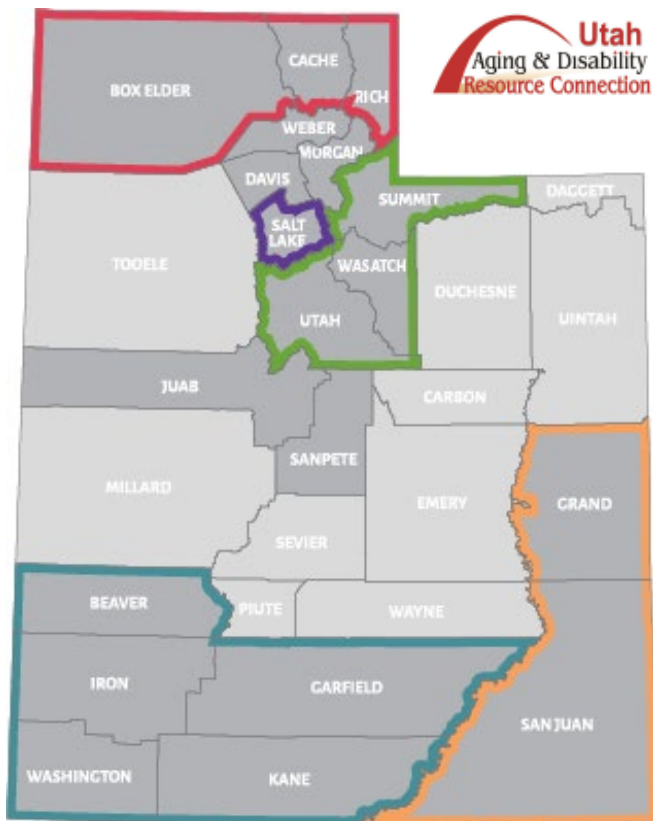 Utah
Aging & Disability
Resource Connection
CACHE
BOX ELDER
RICH
WEBER
MORGAN
DAVIS
SUMMIT
DAGGETT
SALT
LAKE
TOOELE
WASATCH
DUCHESNE
UINTAH
UTAH
JUAB
CARBON
SANPETE
MILLARD
EMERY
GRAND
SEVIER
BEAVER
PIUTE
WAYNE
IRON
GARFIELD
SAN JUAN
WASHINGTON
KANE